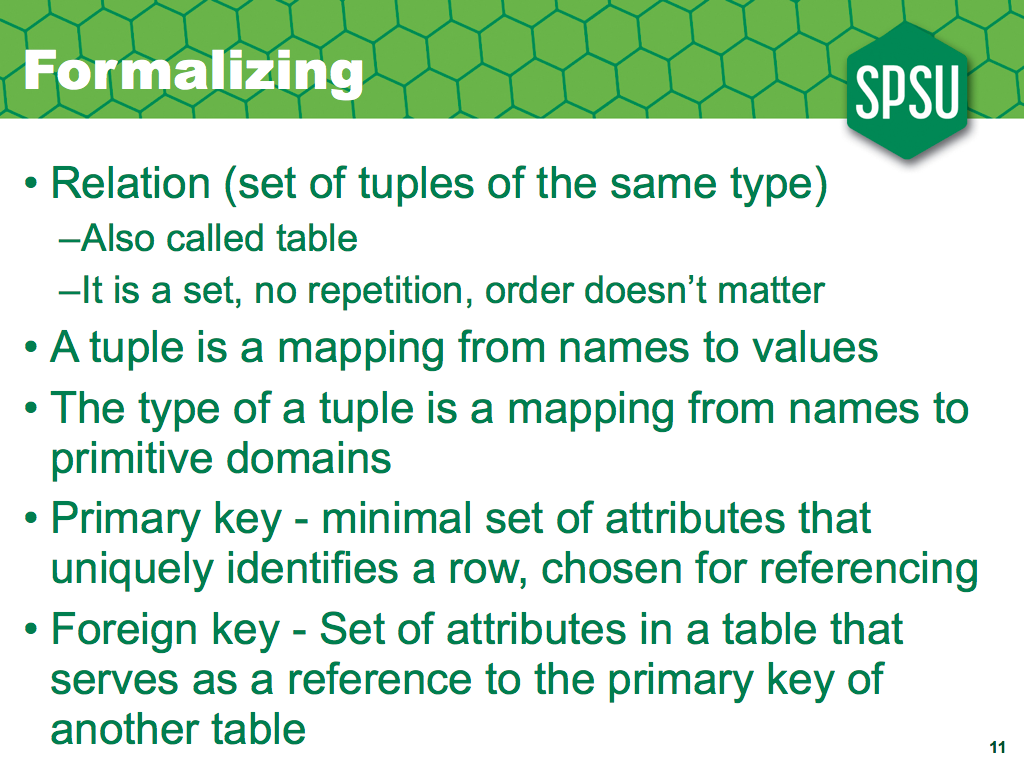 Formalizing
SPSU
• Relation (set of tuples of the same type)
–Also called table
–It is a set, no repetition, order doesn’t matter
• A tuple is a mapping from names to values
• The type of a tuple is a mapping from names to
primitive domains
• Primary key - minimal set of attributes that
uniquely identifies a row, chosen for referencing
• Foreign key - Set of attributes in a table that
serves as a reference to the primary key of
another table
11